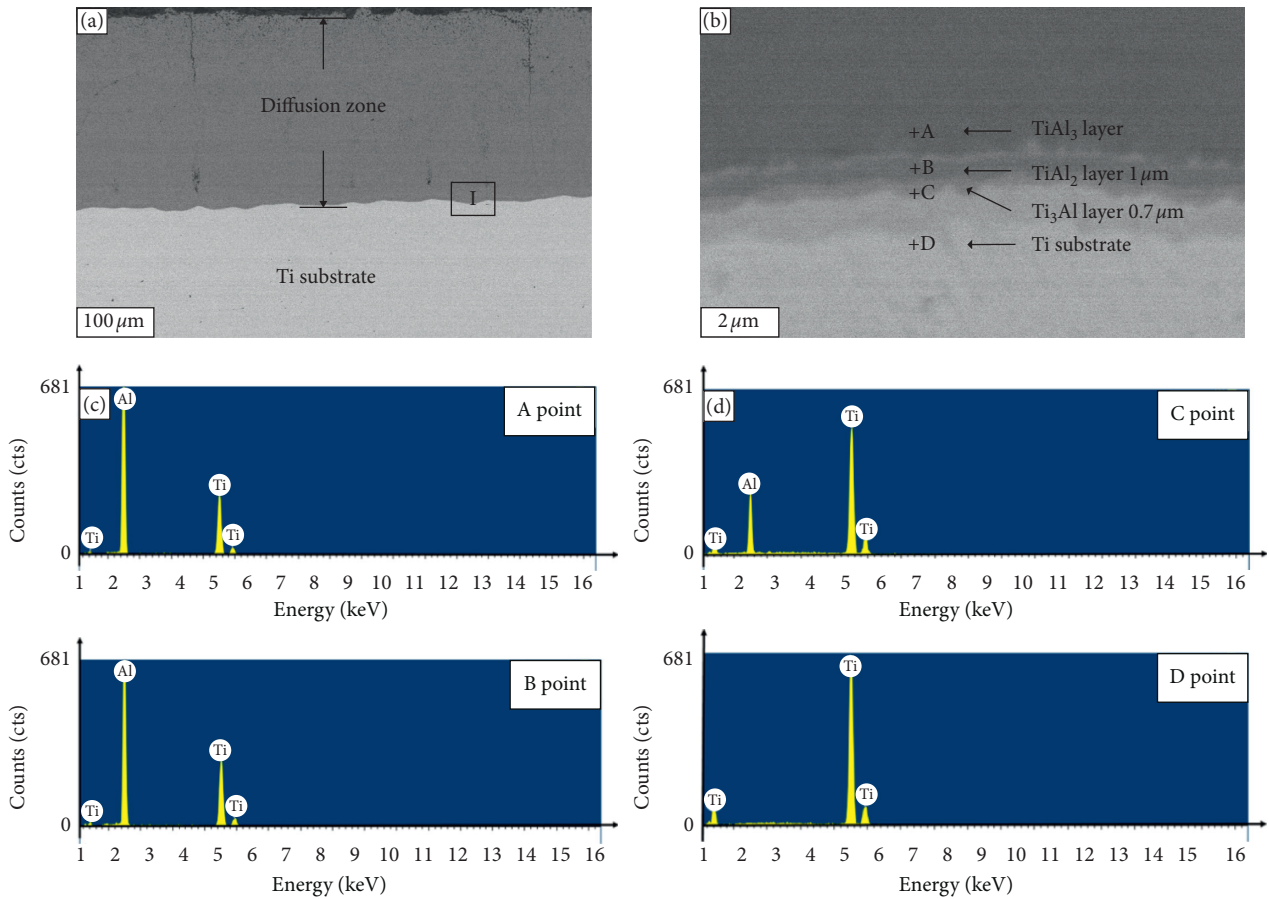 (a)
Diffusion zone
I
Ti substrate
100 µm
(b)
+A
TiAl₃ layer
+B
TiAl₂ layer 1 µm
+C
Ti₃Al layer 0.7 µm
+D
Ti substrate
2 µm
681
(c)
Al
A point
Ti
Ti
Ti
Counts (cts)
0
1 2 3 4 5 6 7 8 9 10 11 12 13 14 15 16
Energy (keV)
681
(d)
Ti
C point
Al
Ti
Ti
Counts (cts)
0
1 2 3 4 5 6 7 8 9 10 11 12 13 14 15 16
Energy (keV)
681
Al
B point
Ti
Ti
Ti
Counts (cts)
0
1 2 3 4 5 6 7 8 9 10 11 12 13 14 15 16
Energy (keV)
681
Ti
D point
Ti
Ti
Counts (cts)
0
1 2 3 4 5 6 7 8 9 10 11 12 13 14 15 16
Energy (keV)